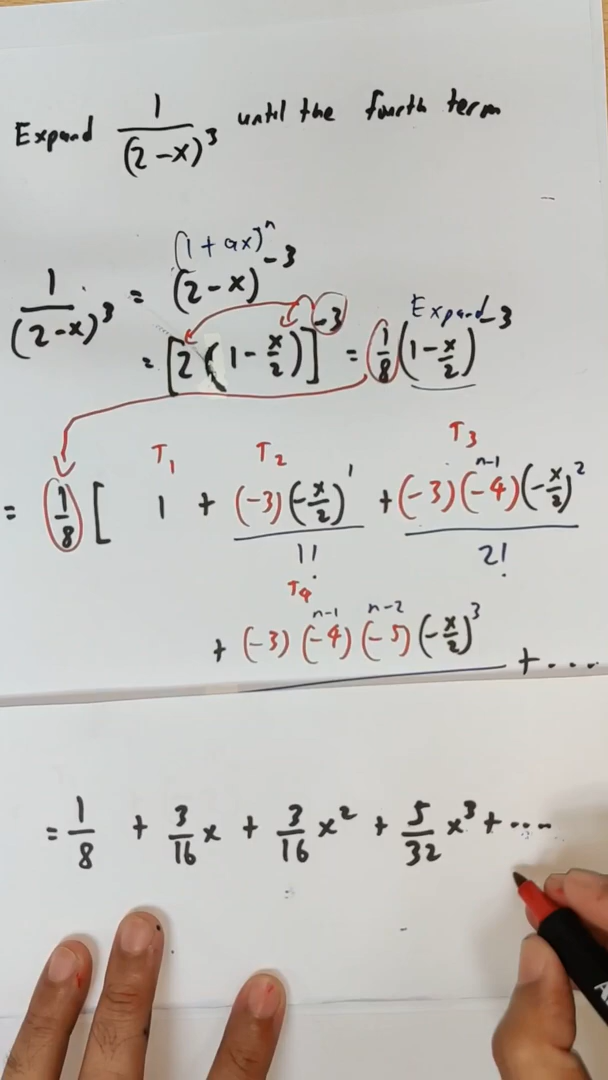 Expand 1/(2-x)^3 until the fourth term
(1+ax)^n
1/(2-x)^3 = (2-x)^-3
Expand
= [2(1-x/2)]^-3 = 1/8(1-x/2)^-3
T1 T2 T3
n-1
= 1/8[ 1 + (-3)(-x/2)^1/1! + (-3)(-4)(-x/2)^2/2!
T4
n-1 n-2
+ (-3)(-4)(-5)(-x/2)^3 + ....
= 1/8 + 3/16 x + 3/16 x^2 + 5/32 x^3 + ....